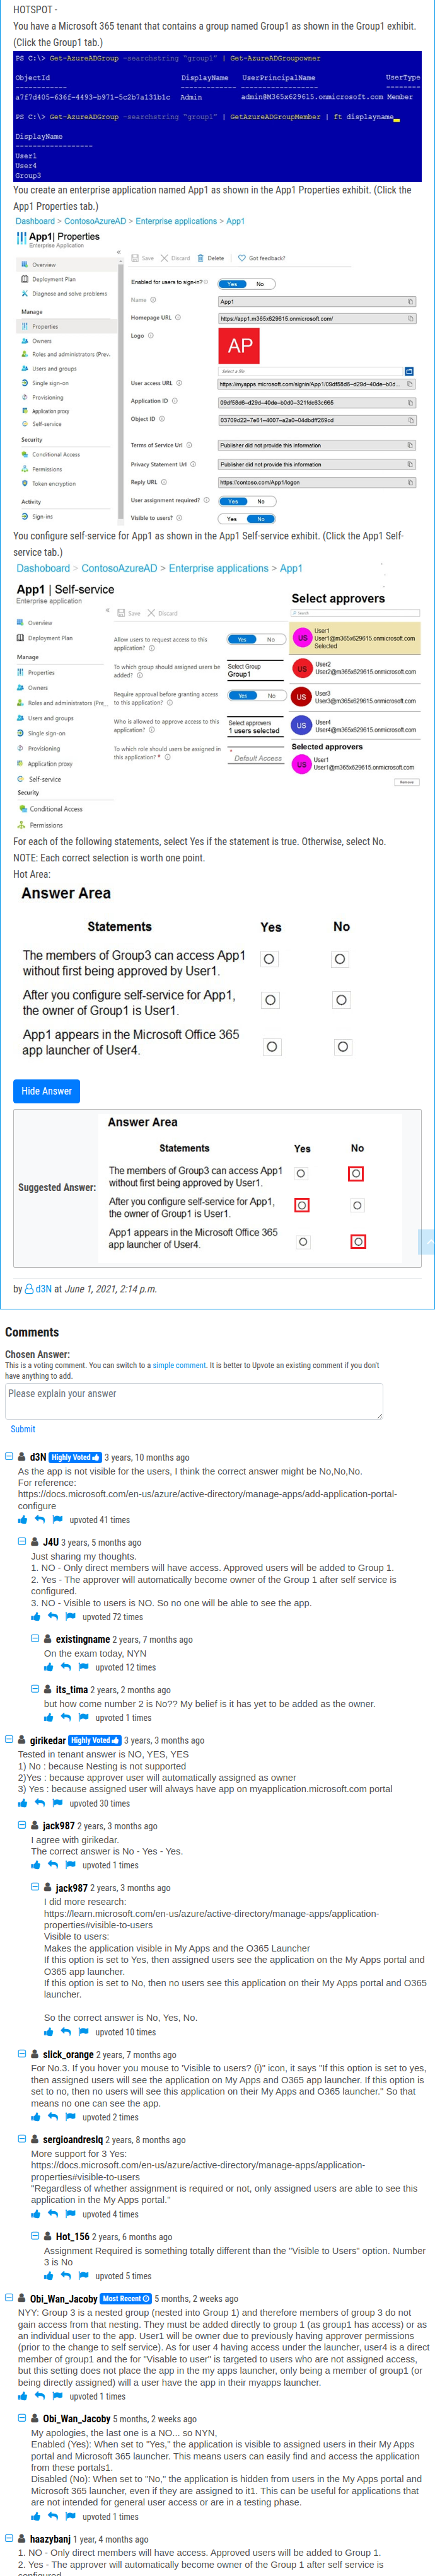 HOTSPOT -
You have a Microsoft 365 tenant that contains a group named Group1 as shown in the Group1 exhibit.
(Click the Group1 tab.)
PS C:\> Get-AzureADGroup -searchstring "group1" | Get-AzureADGroupowner
ObjectId DisplayName UserPrincipalName UserType
a7f7d405-636f-4493-b971-5c2b7a131b1c Admin admin@M365x629615.onmicrosoft.com Member
PS C:\> Get-AzureADGroup -searchstring "group1" | GetAzureADGroupMember | ft displayname
DisplayName
User1
User4
Group3
You create an enterprise application named App1 as shown in the App1 Properties exhibit. (Click the
App1 Properties tab.)
Dashboard > ContosoAzureAD > Enterprise applications > App1
App1| Properties
Enterprise Application
Save Discard Delete Got feedback?
Overview
Deployment Plan
Diagnose and solve problems
Manage
Properties
Owners
Roles and administrators (Prev...
Users and groups
Single sign-on
Provisioning
Application proxy
Self-service
Security
Conditional Access
Permissions
Token encryption
Activity
Sign-ins
Enabled for users to sign-in? Yes No
Name App1
Homepage URL https://app1.m365x629615.onmicrosoft.com/
Logo AP
Select a file
User access URL https://myapps.microsoft.com/signin/App1/09df58d6-d29d-40de-b0d...
Application ID 09df58d6-d29d-40de-b0d0-321fdc63c665
Object ID 03709d22-7e61-4007-a2a0-04dbdff269cd
Terms of Service Url Publisher did not provide this information
Privacy Statement Url Publisher did not provide this information
Reply URL https://contoso.com/App1/logon
User assignment required? Yes No
Visible to users? Yes No
You configure self-service for App1 as shown in the App1 Self-service exhibit. (Click the App1 Self-
service tab.)
Dashboard > ContosoAzureAD > Enterprise applications > App1
App1 | Self-service
Enterprise application
Save Discard
Overview
Deployment Plan
Manage
Properties
Owners
Roles and administrators (Pre...
Users and groups
Single sign-on
Provisioning
Application proxy
Self-service
Security
Conditional Access
Permissions
Allow users to request access to this application? Yes No
To which group should assigned users be added? Select Group Group1
Require approval before granting access to this application? Yes No
Who is allowed to approve access to this application? Select approvers 1 users selected
To which role should users be assigned in this application? * Default Access
Select approvers
Search
US User1
User1@m365x629615.onmicrosoft.com
Selected
US User2
User2@m365x629615.onmicrosoft.com
US User3
User3@m365x629615.onmicrosoft.com
US User4
User4@m365x629615.onmicrosoft.com
Selected approvers
US User1
User1@m365x629615.onmicrosoft.com
Remove
For each of the following statements, select Yes if the statement is true. Otherwise, select No.
NOTE: Each correct selection is worth one point.
Hot Area:
Answer Area
Statements Yes No
The members of Group3 can access App1
without first being approved by User1.
After you configure self-service for App1,
the owner of Group1 is User1.
App1 appears in the Microsoft Office 365
app launcher of User4.
Hide Answer
Suggested Answer:
Answer Area
Statements Yes No
The members of Group3 can access App1
without first being approved by User1.
After you configure self-service for App1,
the owner of Group1 is User1.
App1 appears in the Microsoft Office 365
app launcher of User4.
by d3N at June 1, 2021, 2:14 p.m.
Comments
Chosen Answer:
This is a voting comment. You can switch to a simple comment. It is better to Upvote an existing comment if you don't
have anything to add.
Please explain your answer
Submit
d3N Highly Voted 3 years, 10 months ago
As the app is not visible for the users, I think the correct answer might be No,No,No.
For reference:
https://docs.microsoft.com/en-us/azure/active-directory/manage-apps/add-application-portal-
configure
upvoted 41 times
J4U 3 years, 5 months ago
Just sharing my thoughts.
1. NO - Only direct members will have access. Approved users will be added to Group 1.
2. Yes - The approver will automatically become owner of the Group 1 after self service is
configured.
3. NO - Visible to users is NO. So no one will be able to see the app.
upvoted 72 times
existingname 2 years, 7 months ago
On the exam today, NYN
upvoted 12 times
its_tima 2 years, 2 months ago
but how come number 2 is No?? My belief is it has yet to be added as the owner.
upvoted 1 times
girikedar Highly Voted 3 years, 3 months ago
Tested in tenant answer is NO, YES, YES
1) No : because Nesting is not supported
2)Yes : because approver user will automatically assigned as owner
3) Yes : because assigned user will always have app on myapplication.microsoft.com portal
upvoted 30 times
jack987 2 years, 3 months ago
I agree with girikedar.
The correct answer is No - Yes - Yes.
upvoted 1 times
jack987 2 years, 3 months ago
I did more research:
https://learn.microsoft.com/en-us/azure/active-directory/manage-apps/application-
properties#visible-to-users
Visible to users:
Makes the application visible in My Apps and the O365 Launcher
If this option is set to Yes, then assigned users see the application on the My Apps portal and
O365 app launcher.
If this option is set to No, then no users see this application on their My Apps portal and O365
launcher.
So the correct answer is No, Yes, No.
upvoted 10 times
slick_orange 2 years, 7 months ago
For No.3. If you hover you mouse to 'Visible to users? (i)" icon, it says "If this option is set to yes,
then assigned users will see the application on My Apps and O365 app launcher. If this option is
set to no, then no users will see this application on their My Apps and O365 launcher." So that
means no one can see the app.
upvoted 2 times
sergioandreslq 2 years, 8 months ago
More support for 3 Yes:
https://docs.microsoft.com/en-us/azure/active-directory/manage-apps/application-
properties#visible-to-users
"Regardless of whether assignment is required or not, only assigned users are able to see this
application in the My Apps portal."
upvoted 4 times
Hot_156 2 years, 6 months ago
Assignment Required is something totally different than the "Visible to Users" option. Number
3 is No
upvoted 5 times
Obi_Wan_Jacoby Most Recent 5 months, 2 weeks ago
NYY: Group 3 is a nested group (nested into Group 1) and therefore members of group 3 do not
gain access from that nesting. They must be added directly to group 1 (as group1 has access) or as
an individual user to the app. User1 will be owner due to previously having approver permissions
(prior to the change to self service). As for user 4 having access under the launcher, user4 is a direct
member of group1 and the for "Visable to user" is targeted to users who are not assigned access,
but this setting does not place the app in the my apps launcher, only being a member of group1 (or
being directly assigned) will a user have the app in their myapps launcher.
upvoted 1 times
Obi_Wan_Jacoby 5 months, 2 weeks ago
My apologies, the last one is a NO... so NYN,
Enabled (Yes): When set to "Yes," the application is visible to assigned users in their My Apps
portal and Microsoft 365 launcher. This means users can easily find and access the application
from these portals1.
Disabled (No): When set to "No," the application is hidden from users in the My Apps portal and
Microsoft 365 launcher, even if they are assigned to it1. This can be useful for applications that
are not intended for general user access or are in a testing phase.
upvoted 1 times
haazybanj 1 year, 4 months ago
1. NO - Only direct members will have access. Approved users will be added to Group 1.
2. Yes - The approver will automatically become owner of the Group 1 after self service is